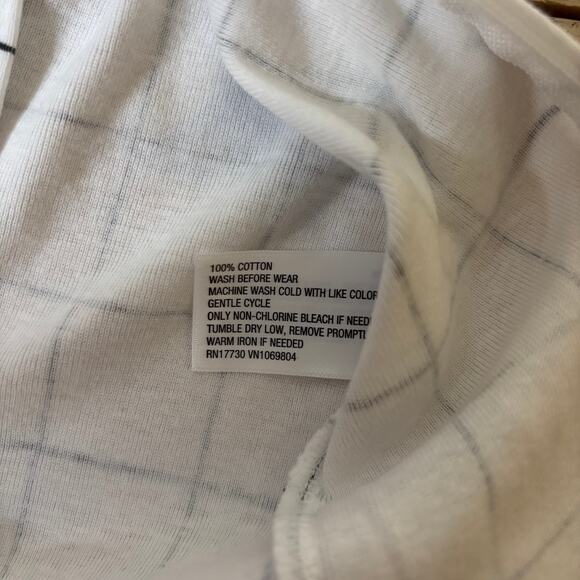 100% COTTON
WASH BEFORE WEAR
MACHINE WASH COLD WITH LIKE COLOR
GENTLE CYCLE
ONLY NON-CHLORINE BLEACH IF NEED
TUMBLE DRY LOW, REMOVE PROMPTL
WARM IRON IF NEEDED
RN17730 VN1069804